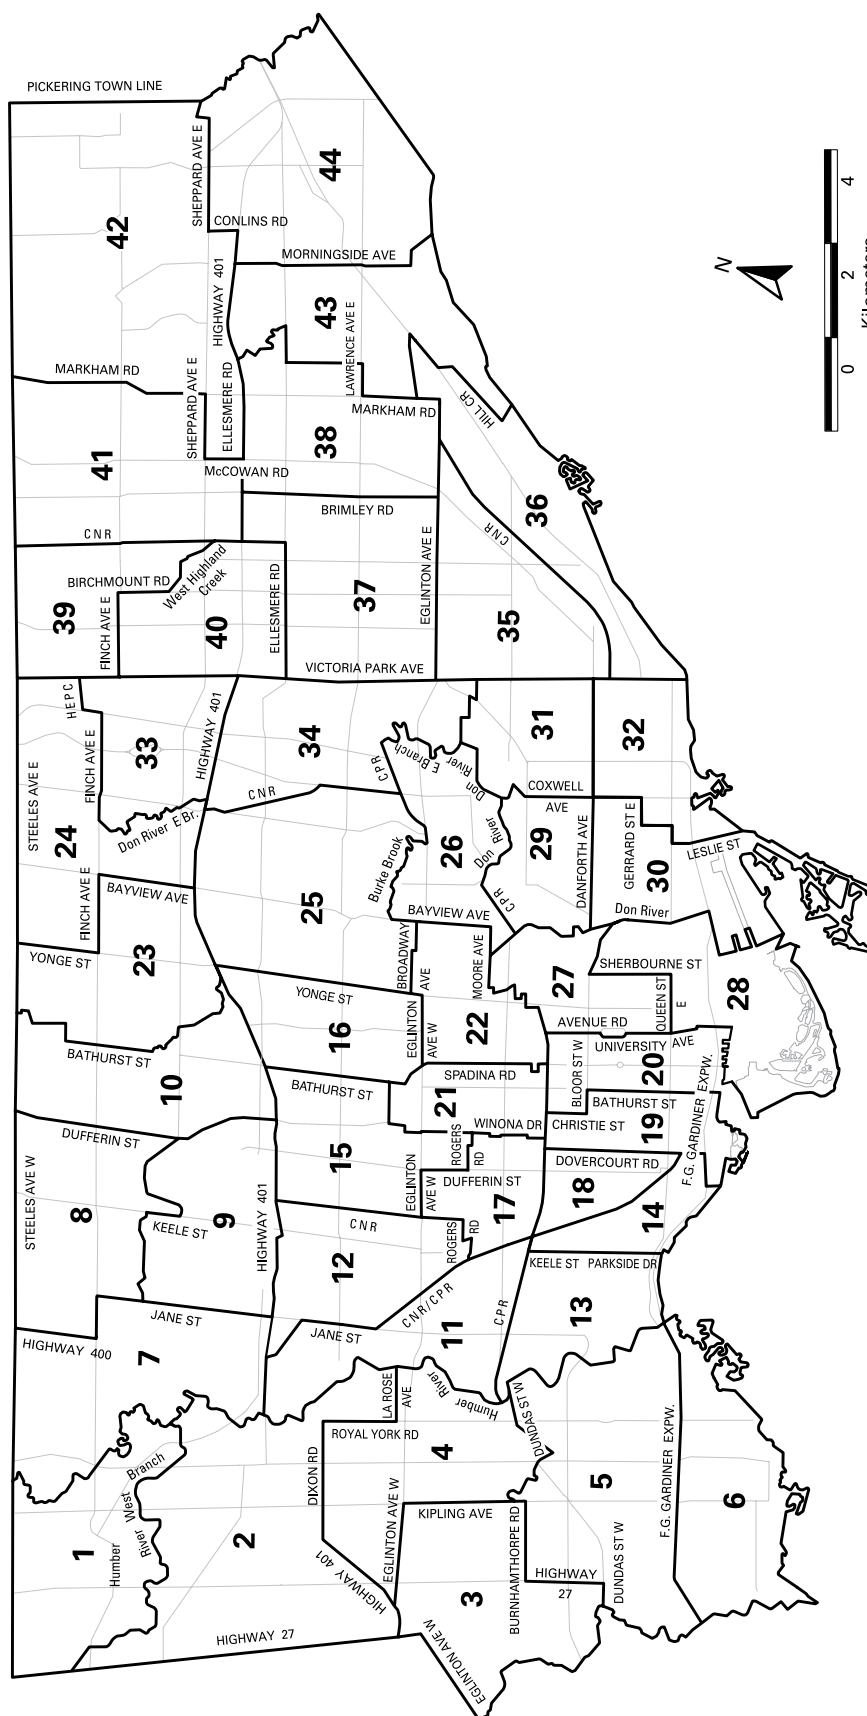 PICKERING TOWN LINE
SHEPPARD AVE E
42
44
CONLINS RD
MORNINGSIDE AVE
HIGHWAY 401
43
LAWRENCE AVE E
MARKHAM RD
SHEPPARD AVE E
ELLESMERE RD
41
38
MARKHAM RD
HILL CR
McCOWAN RD
BRIMLEY RD
CNR
CNR
36
BIRCHMOUNT RD
West Highland
Creek
39
FINCH AVE E
40
ELLESMERE RD
37
EGLINTON AVE E
35
VICTORIA PARK AVE
HEPC
STEELES AVE E
FINCH AVE E
33
HIGHWAY 401
34
CPR
E Branch
Don
River
31
32
COXWELL
AVE
CNR
24
Don River E Br.
FINCH AVE E
BAYVIEW AVE
25
Burke Brook
26
Don
River
29
DANFORTH AVE
GERRARD ST E
30
LESLIE ST
CPR
BAYVIEW AVE
Don River
YONGE ST
23
BROADWAY
AVE
MOORE AVE
27
SHERBOURNE ST
QUEEN ST
E
28
YONGE ST
16
EGLINTON
AVE W
22
AVENUE RD
UNIVERSITY AVE
BLOOR ST W
20
BATHURST ST
10
BATHURST ST
SPADINA RD
21
WINONA DR
BATHURST ST
CHRISTIE ST
19
F.G. GARDINER EXPW.
DUFFERIN ST
15
ROGERS
RD
DOVERCOURT RD
STEELES AVE W
8
KEELE ST
9
HIGHWAY 401
CNR
EGLINTON
AVE W
DUFFERIN ST
17
18
14
12
ROGERS
RD
KEELE ST
PARKSIDE DR
HIGHWAY 400
7
JANE ST
JANE ST
CNR/CPR
11
CPR
13
LA ROSE
AVE
River
Humber
DUNDAS ST W
Branch
West
River
Humber
1
2
DIXON RD
ROYAL YORK RD
4
EGLINTON AVE W
KIPLING AVE
5
F.G. GARDINER EXPW.
6
HIGHWAY 401
3
BURNHAMTHORPE RD
HIGHWAY
27
DUNDAS ST W
HIGHWAY 27
EGLINTON AVE W
N
0
2
4
Kilometers